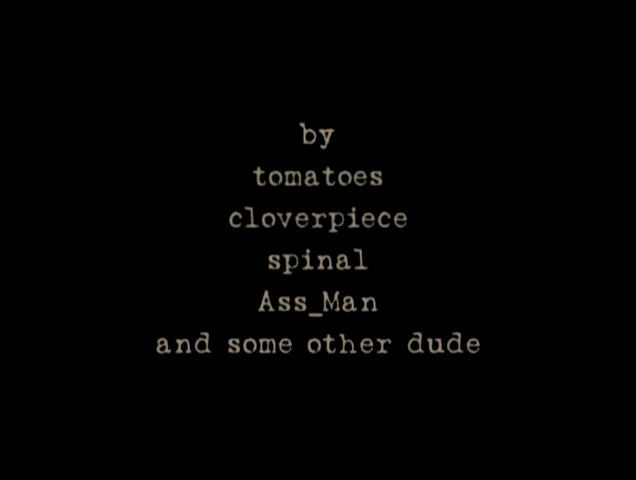 by
tomatoes
cloverpiece
spinal
Ass_Man
and some other dude